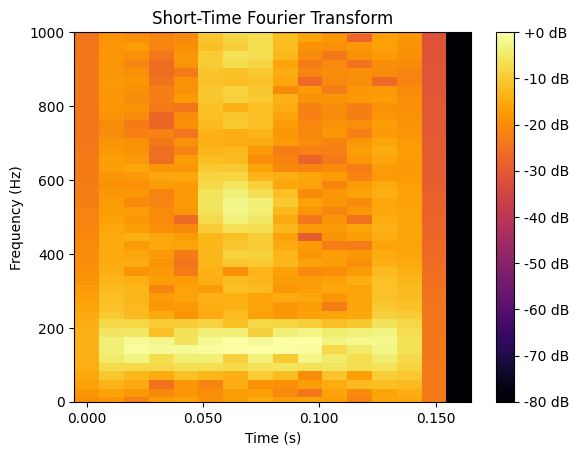 Short-Time Fourier Transform
1000
800
600
400
200
0
Frequency (Hz)
0.000
0.050
0.100
0.150
Time (s)
+0 dB
-10 dB
-20 dB
-30 dB
-40 dB
-50 dB
-60 dB
-70 dB
-80 dB